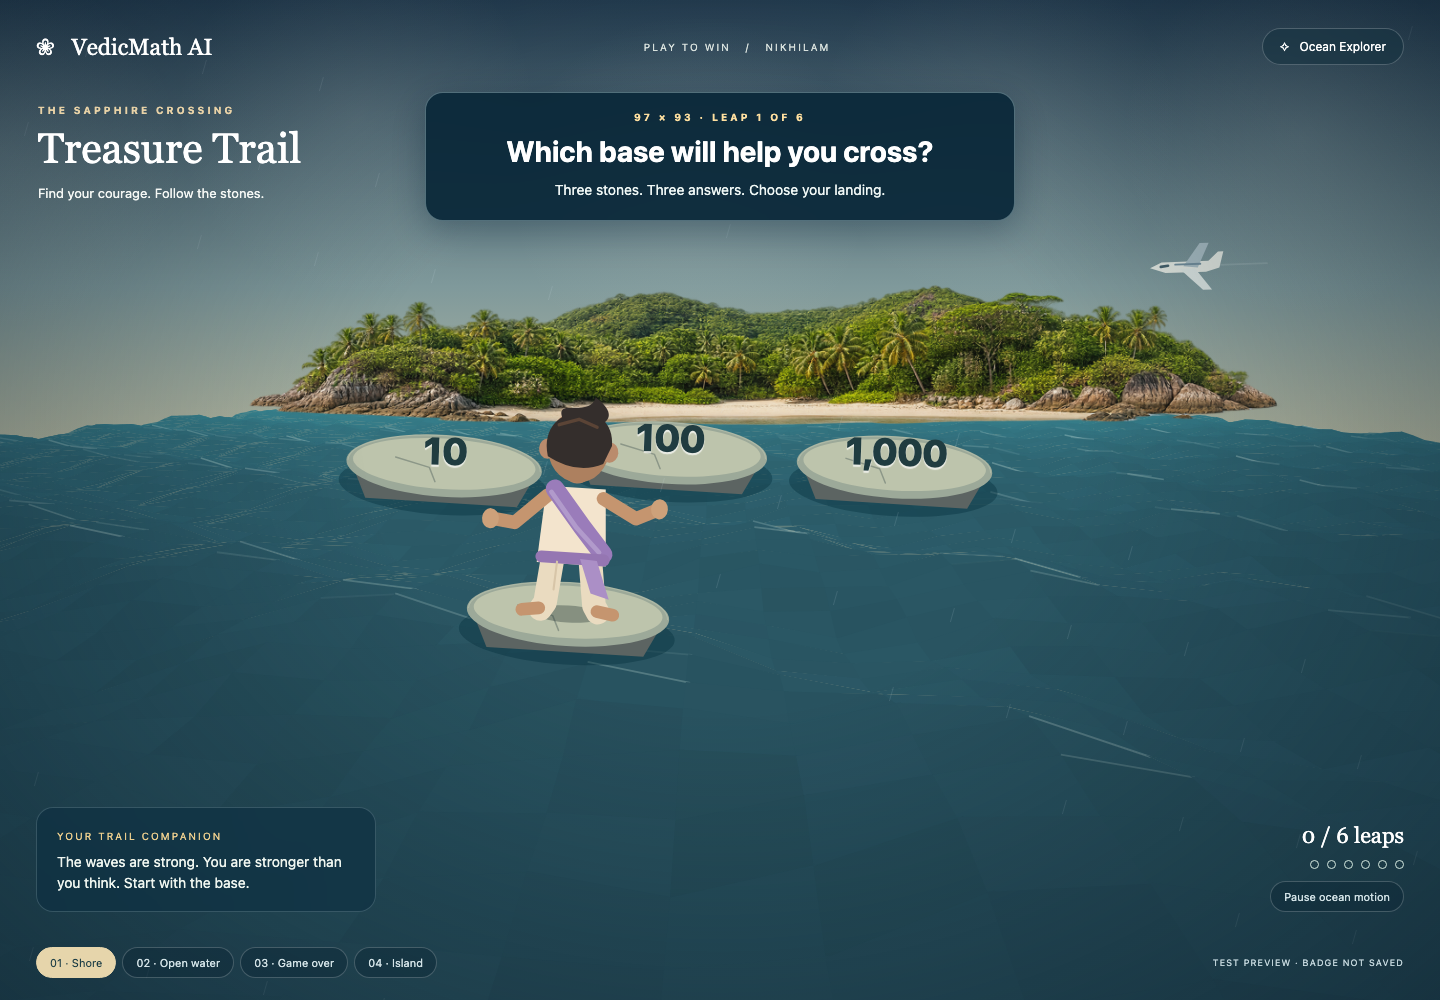 VedicMath AI
PLAY TO WIN / NIKHILAM
Ocean Explorer
THE SAPPHIRE CROSSING
Treasure Trail
Find your courage. Follow the stones.
97 × 93 · LEAP 1 OF 6
Which base will help you cross?
Three stones. Three answers. Choose your landing.
10
100
1,000
YOUR TRAIL COMPANION
The waves are strong. You are stronger than
you think. Start with the base.
0 / 6 leaps
Pause ocean motion
01 · Shore
02 · Open water
03 · Game over
04 · Island
TEST PREVIEW · BADGE NOT SAVED